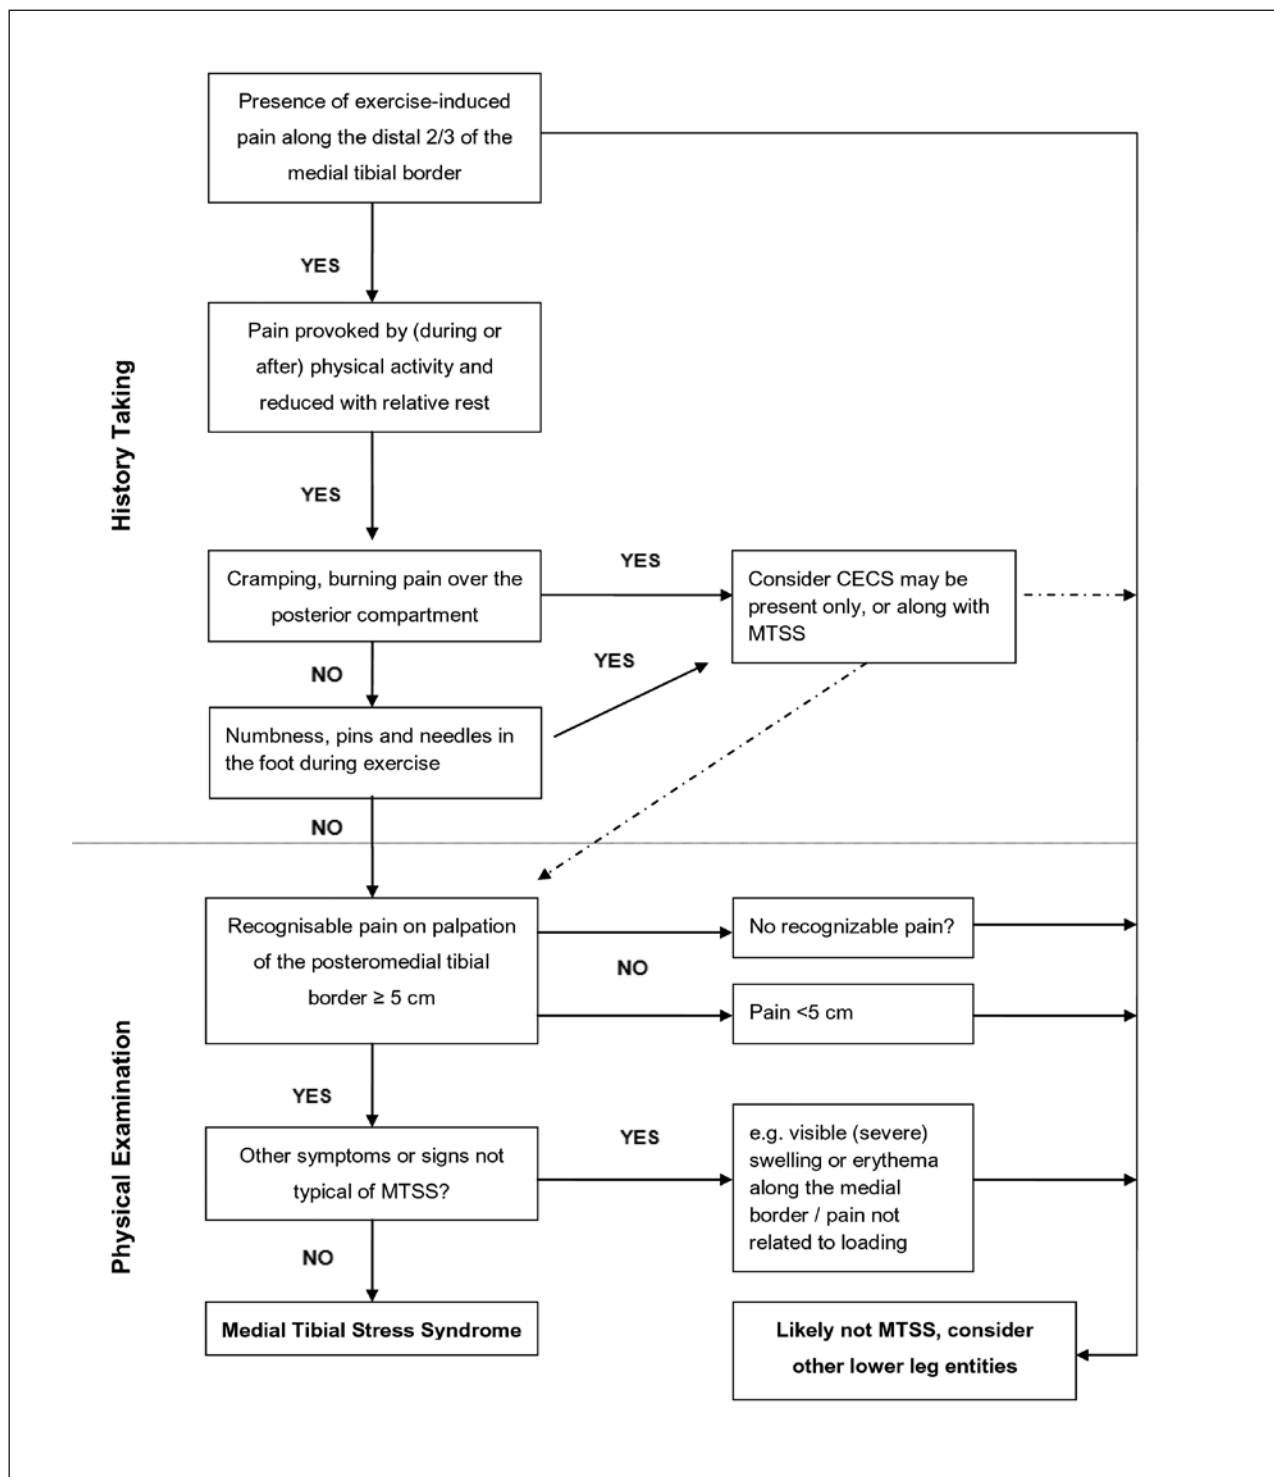 Presence of exercise-induced
pain along the distal 2/3 of the
medial tibial border
YES
Pain provoked by (during or
after) physical activity and
reduced with relative rest
History Taking
YES
Cramping, burning pain over the
posterior compartment
YES
Consider CECS may be
present only, or along with
MTSS
NO
YES
Numbness, pins and needles in
the foot during exercise
NO
Recognisable pain on palpation
of the posteromedial tibial
border ≥ 5 cm
No recognizable pain?
NO
Pain <5 cm
Physical Examination
YES
Other symptoms or signs not
typical of MTSS?
YES
e.g. visible (severe)
swelling or erythema
along the medial
border / pain not
related to loading
NO
Medial Tibial Stress Syndrome
Likely not MTSS, consider
other lower leg entities